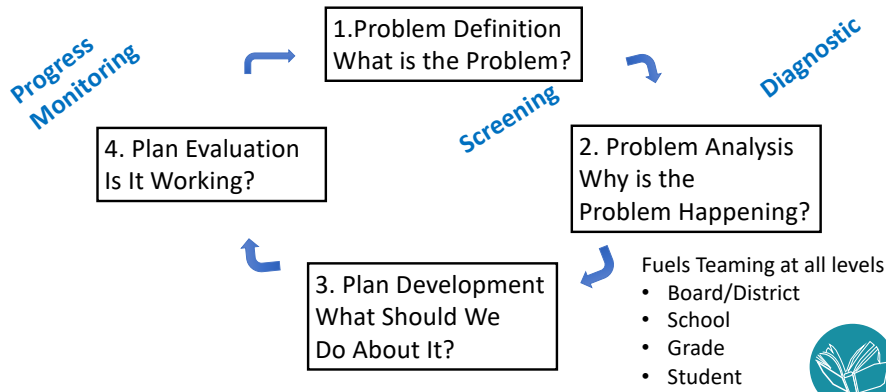 1.Problem Definition
What is the Problem?
Progress
Monitoring
Screening
Diagnostic
4. Plan Evaluation
Is It Working?
2. Problem Analysis
Why is the
Problem Happening?
3. Plan Development
What Should We
Do About It?
Fuels Teaming at all levels
• Board/District
• School
• Grade
• Student